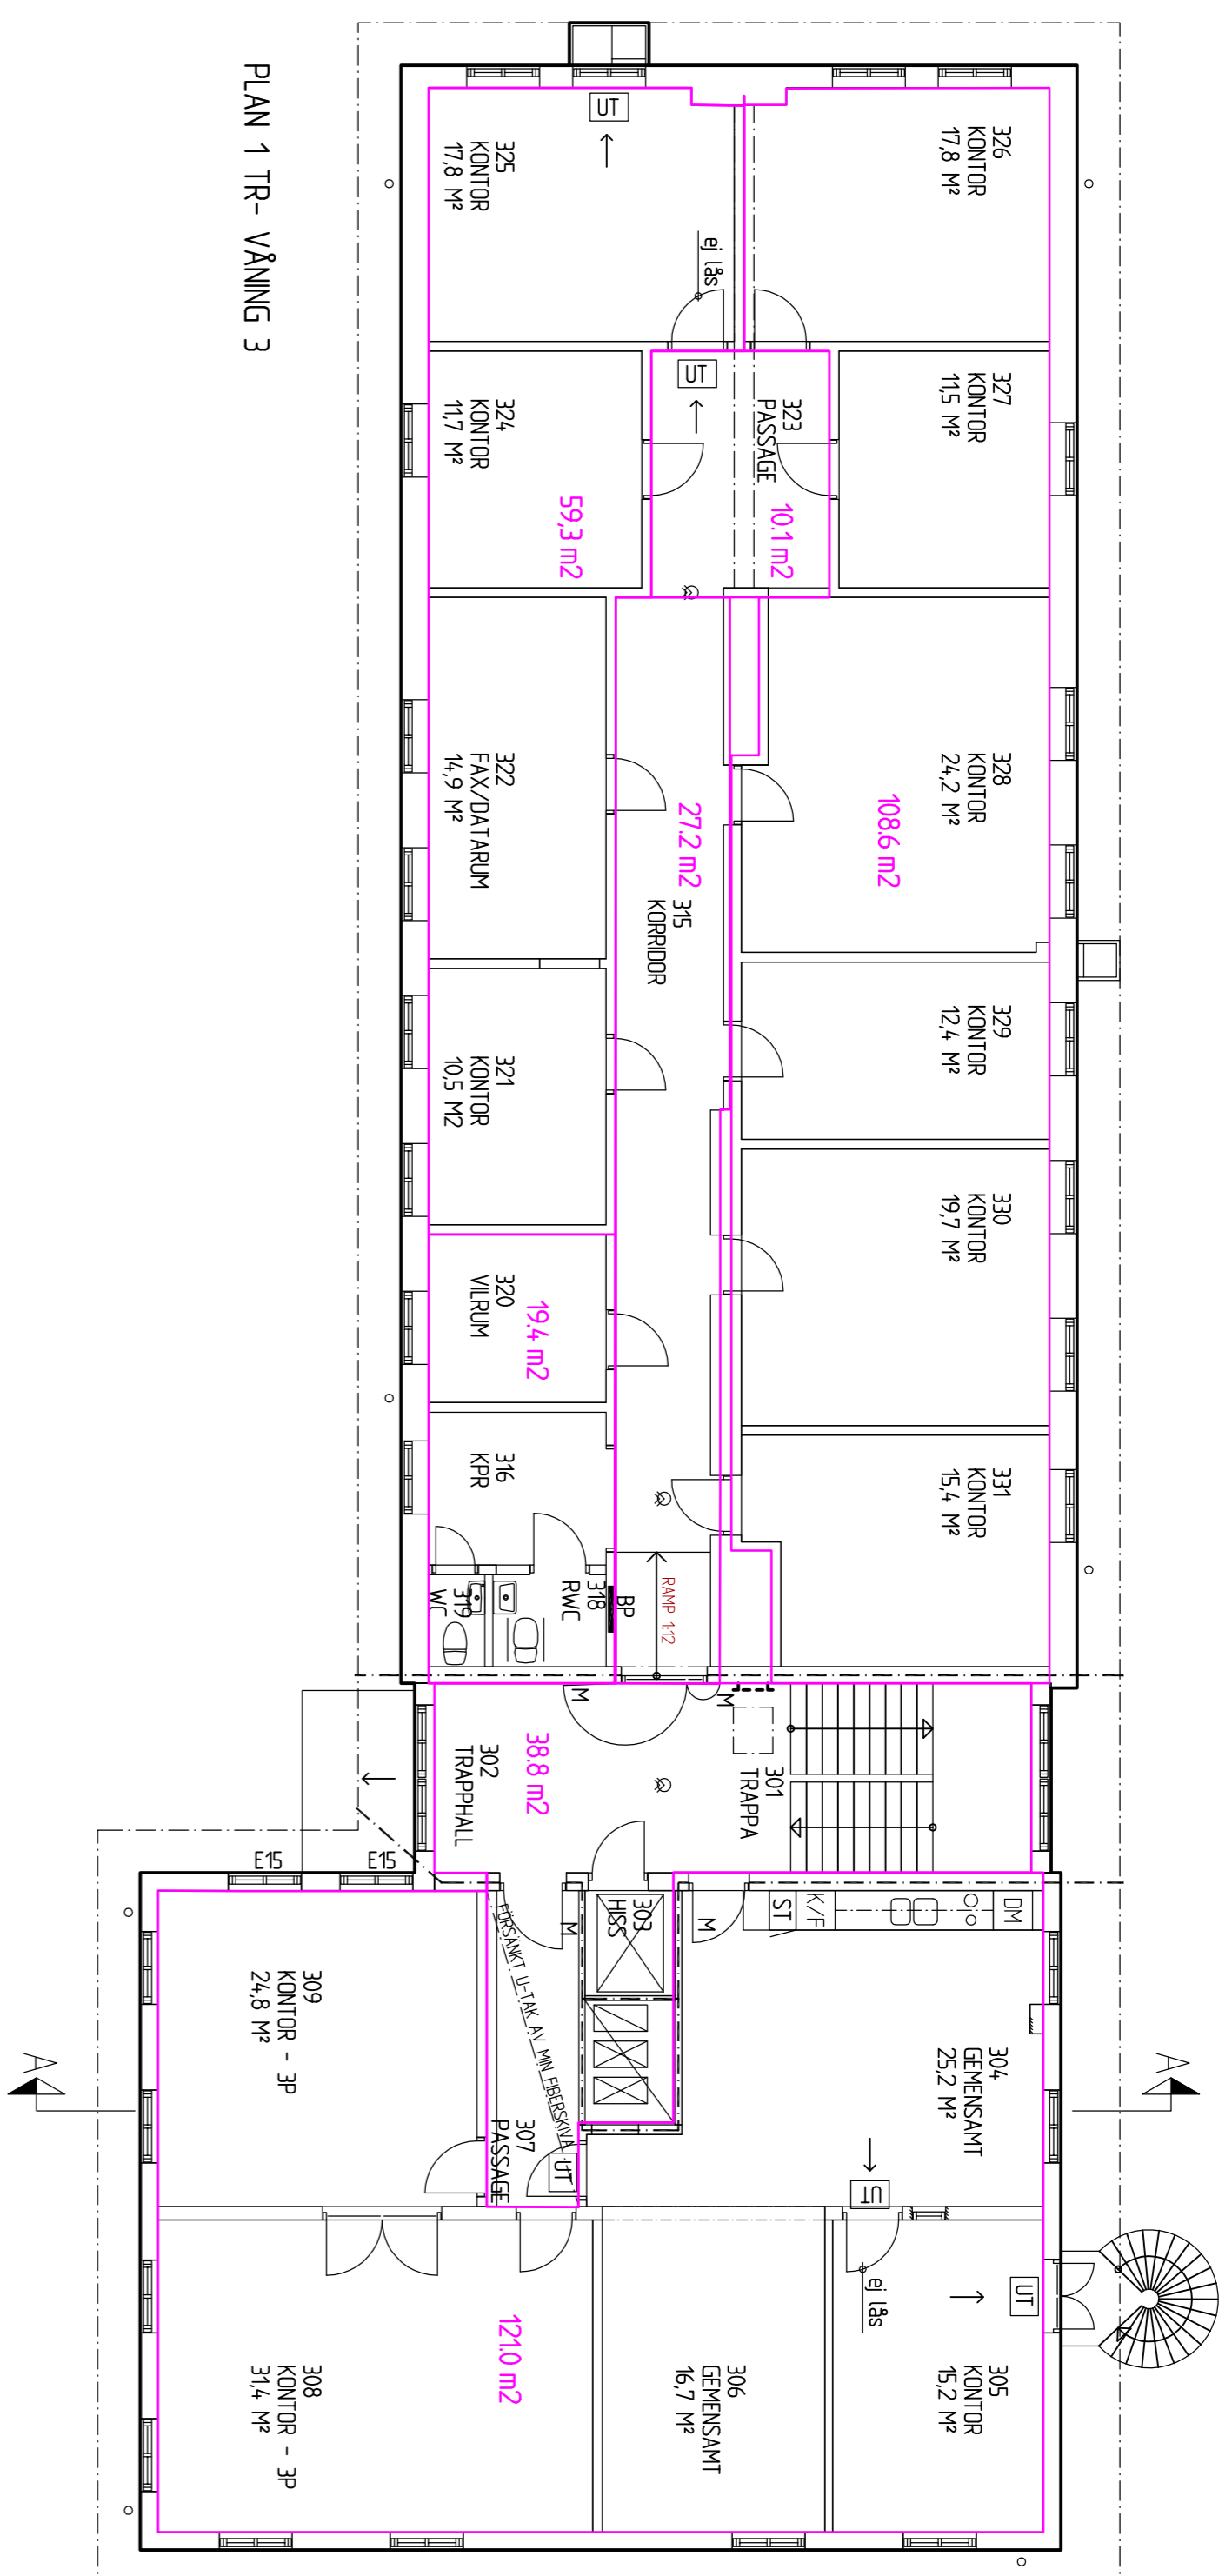 PLAN 1 TR- VÅNING 3
326
KONTOR
17,8 M²
327
KONTOR
11,5 M²
328
KONTOR
24,2 M²
329
KONTOR
12,4 M²
330
KONTOR
19,7 M²
331
KONTOR
15,4 M²
108.6 m2
323
PASSAGE
10.1 m2
UT
ej lås
UT
27.2 m2
315
KORRIDOR
RAMP 1:12
BP
325
KONTOR
17,8 M²
324
KONTOR
11,7 M²
59,3 m2
322
FAX/DATARUM
14,9 M²
321
KONTOR
10,5 M2
320
VILRUM
19.4 m2
316
KPR
318
RWC
319
WC
M
M
301
TRAPPA
38.8 m2
302
TRAPPHALL
E15
E15
303
HISS
M
M
ST
K/F
DM
304
GEMENSAMT
25,2 M²
FÖRSÄNKT U-TAK AV MIN FIBERSKIVA
307
PASSAGE
UT
UT
ej lås
UT
305
KONTOR
15,2 M²
306
GEMENSAMT
16,7 M²
121.0 m2
309
KONTOR - 3P
24,8 M²
308
KONTOR - 3P
31,4 M²
A
A